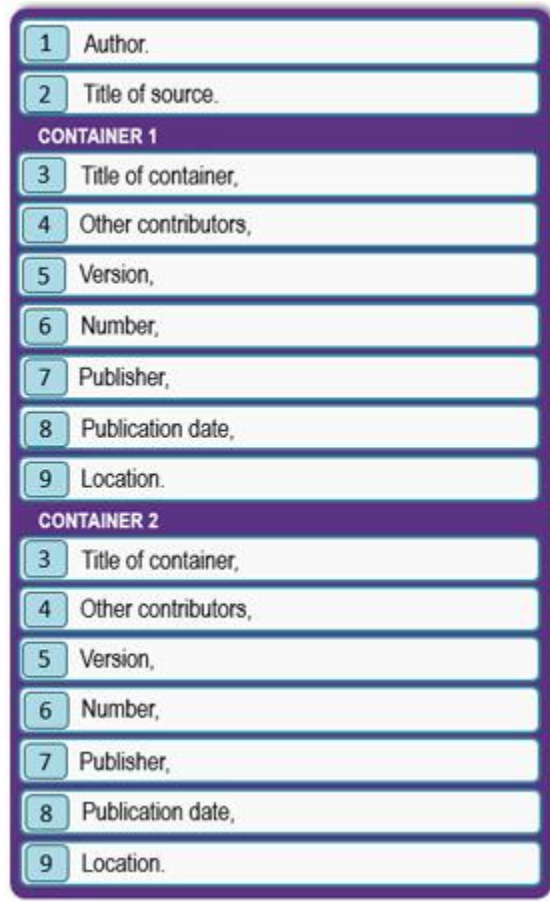 1 Author.
2 Title of source.
CONTAINER 1
3 Title of container,
4 Other contributors,
5 Version,
6 Number,
7 Publisher,
8 Publication date,
9 Location.
CONTAINER 2
3 Title of container,
4 Other contributors,
5 Version,
6 Number,
7 Publisher,
8 Publication date,
9 Location.